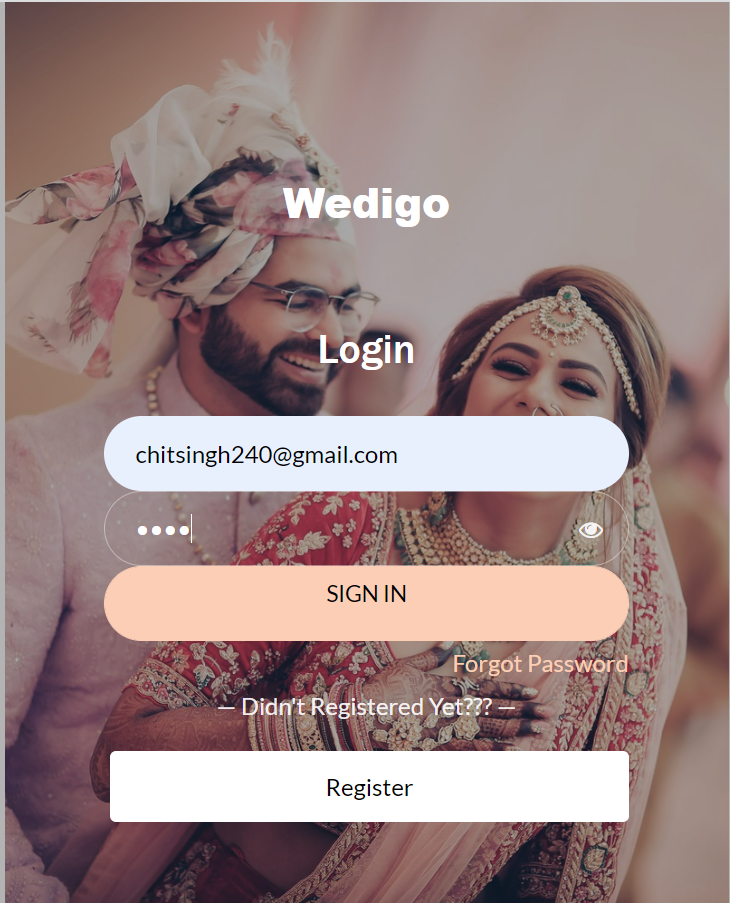 Wedigo
Login
chitsingh240@gmail.com
••••
SIGN IN
Forgot Password
— Didn't Registered Yet??? —
Register